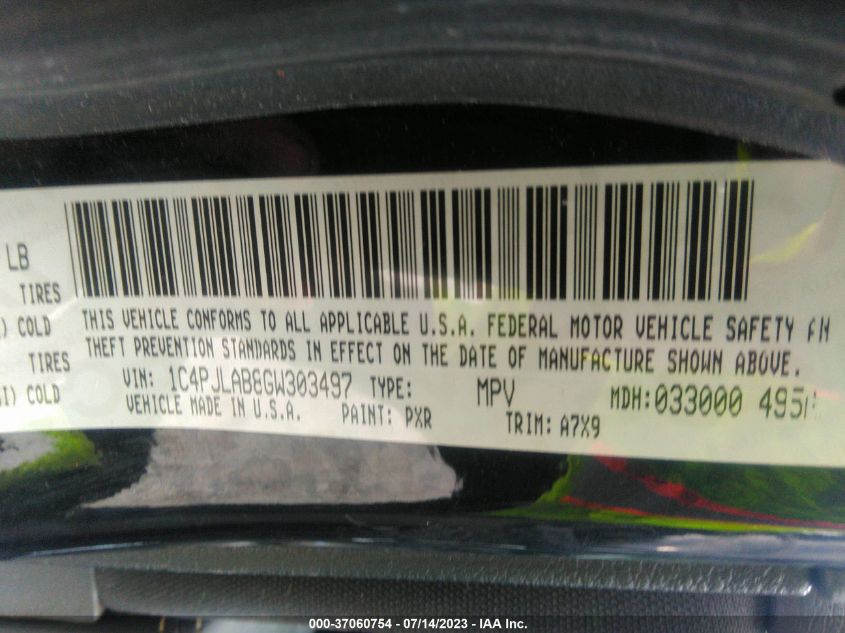 LB
TIRES
) COLD
TIRES
SI) COLD
THIS VEHICLE CONFORMS TO ALL APPLICABLE U.S.A. FEDERAL MOTOR VEHICLE SAFETY
THEFT PREVENTION STANDARDS IN EFFECT ON THE DATE OF MANUFACTURE SHOWN ABOVE.
VIN: 1C4PJLAB8GW303497 TYPE: MPV MDH:033000 495
VEHICLE MADE IN U.S.A. PAINT: PXR TRIM: A7X9
000-37060754 - 07/14/2023 - IAA Inc.